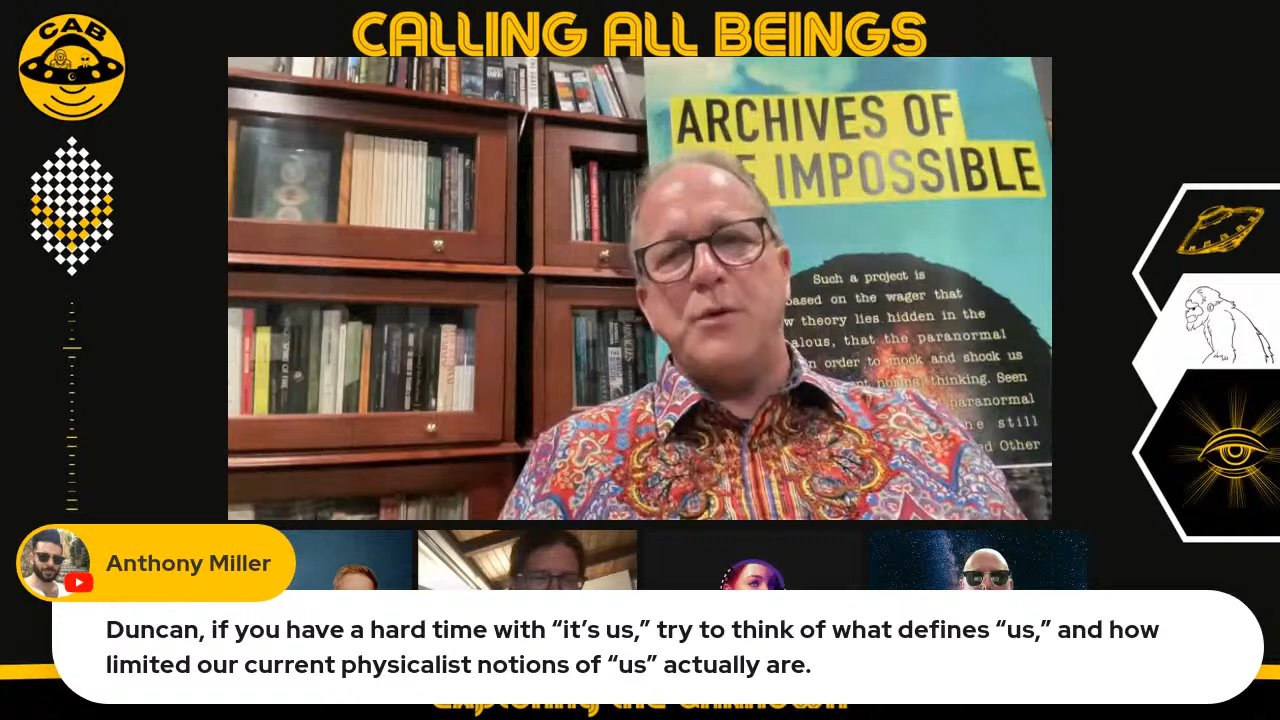 CAB
CALLING ALL BEINGS
ARCHIVES OF
IMPOSSIBLE
Such a project is
based on the wager that
theory lies hidden in the
that the paranormal
order to mock and shock us
thinking. Seen
paranormal
still
Other
Anthony Miller
Duncan, if you have a hard time with “it’s us,” try to think of what defines “us,” and how
limited our current physicalist notions of “us” actually are.